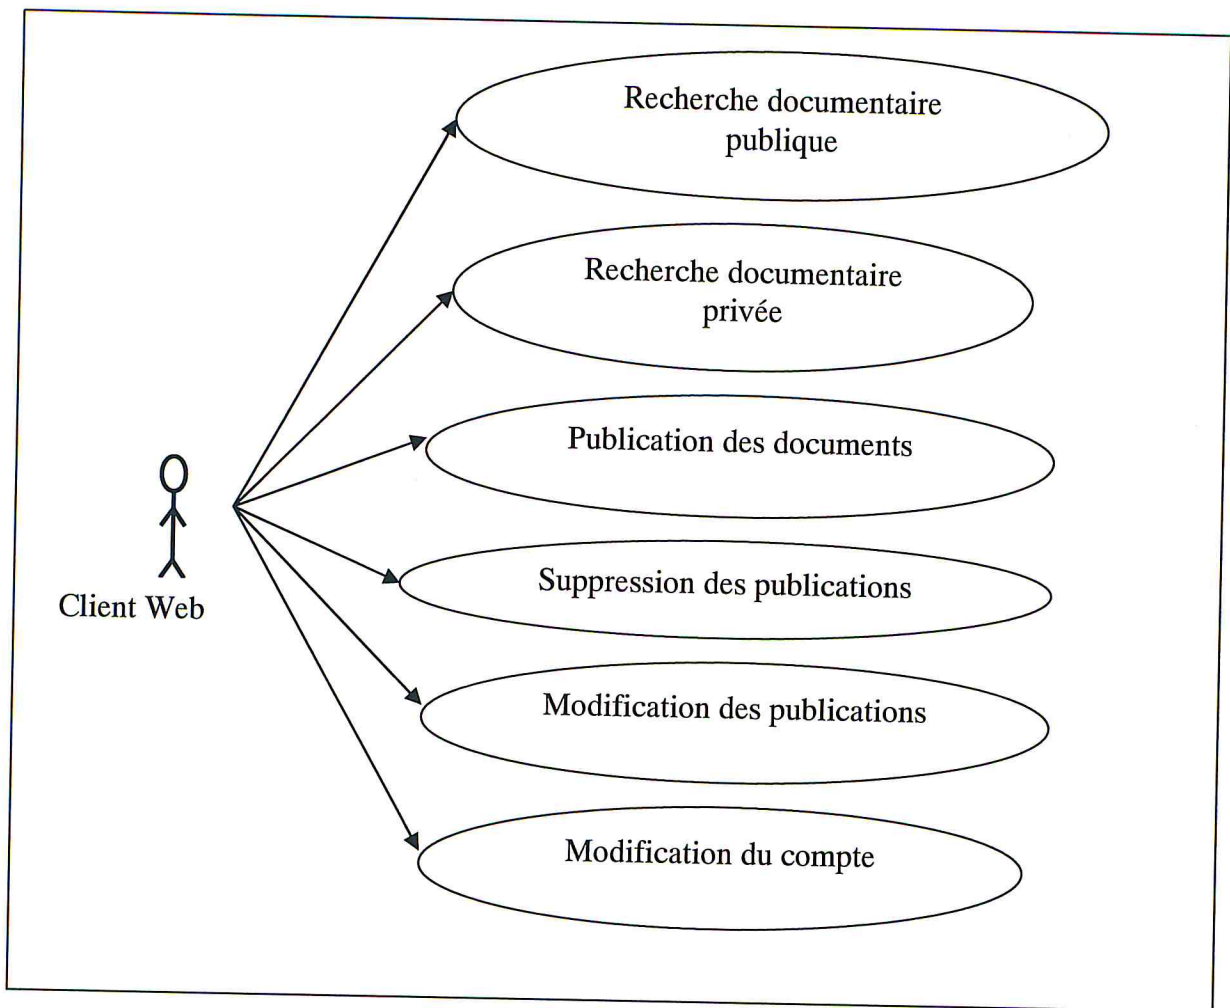 Recherche documentaire
publique
Recherche documentaire
privée
Publication des documents
Suppression des publications
Client Web
Modification des publications
Modification du compte